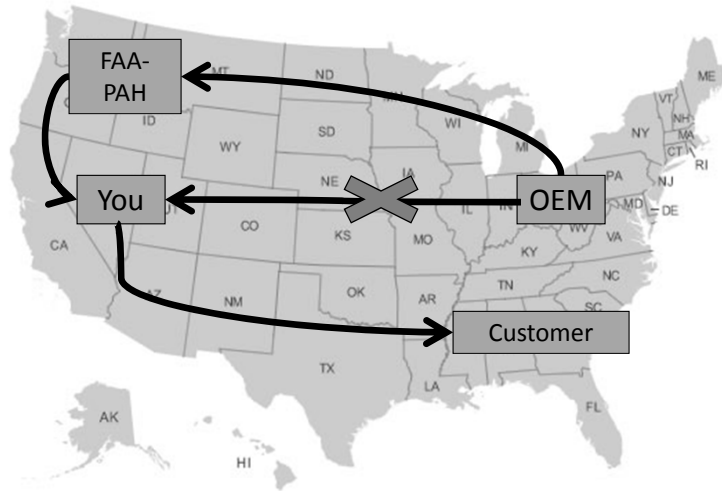 FAA-
PAH
MT
ND
ME
ID
WY
SD
WI
MI
VT
NH
NY
MA
CT
RI
You
UT
NE
IA
IL
IN
OEM
PA
NJ
MD
DE
CA
CO
KS
MO
KY
WV
VA
AZ
NM
OK
AR
TN
NC
SC
Customer
TX
LA
FL
AK
HI